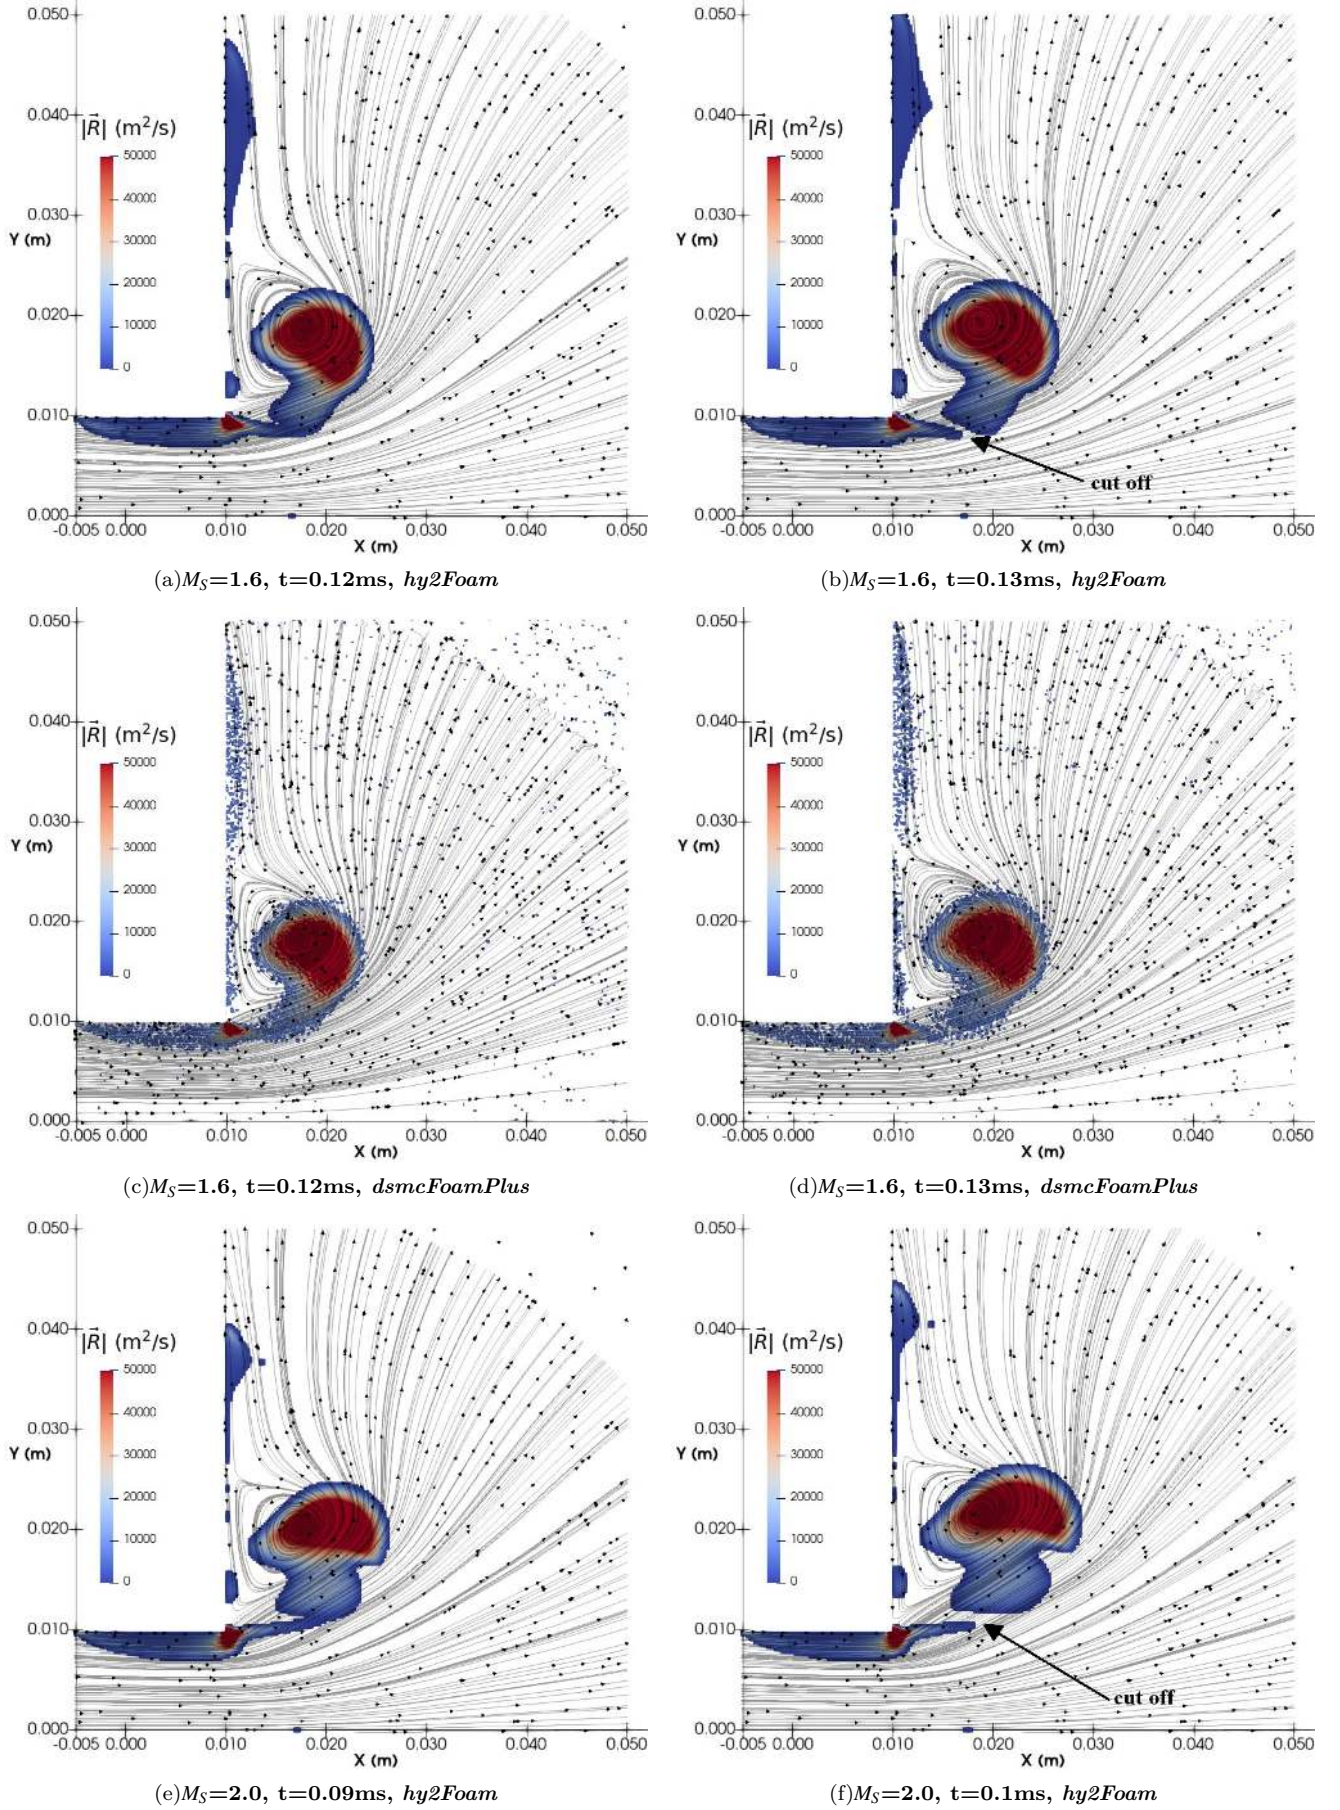 0.050
0.040
|R⃗| (m²/s)
50000
40000
0.030
30000
Y (m)
20000
0.020
10000
0
0.010
0.000
-0.005 0.000 0.010 0.020 0.030 0.040 0.050
X (m)
(a)M_S=1.6, t=0.12ms, hy2Foam
0.050
0.040
|R⃗| (m²/s)
50000
40000
0.030
30000
Y (m)
20000
0.020
10000
0
0.010
cut off
0.000
-0.005 0.000 0.010 0.020 0.030 0.040 0.050
X (m)
(b)M_S=1.6, t=0.13ms, hy2Foam
0.050
0.040
|R⃗| (m²/s)
50000
40000
0.030
30000
Y (m)
20000
0.020
10000
0
0.010
0.000
-0.005 0.000 0.010 0.020 0.030 0.040 0.050
X (m)
(c)M_S=1.6, t=0.12ms, dsmcFoamPlus
0.050
0.040
|R⃗| (m²/s)
50000
40000
0.030
30000
Y (m)
20000
0.020
10000
0
0.010
0.000
-0.005 0.000 0.010 0.020 0.030 0.040 0.050
X (m)
(d)M_S=1.6, t=0.13ms, dsmcFoamPlus
0.050
0.040
|R⃗| (m²/s)
50000
40000
0.030
30000
Y (m)
20000
0.020
10000
0
0.010
0.000
-0.005 0.000 0.010 0.020 0.030 0.040 0.050
X (m)
(e)M_S=2.0, t=0.09ms, hy2Foam
0.050
0.040
|R⃗| (m²/s)
50000
40000
0.030
30000
Y (m)
20000
0.020
10000
0
0.010
cut off
0.000
-0.005 0.000 0.010 0.020 0.030 0.040 0.050
X (m)
(f)M_S=2.0, t=0.1ms, hy2Foam